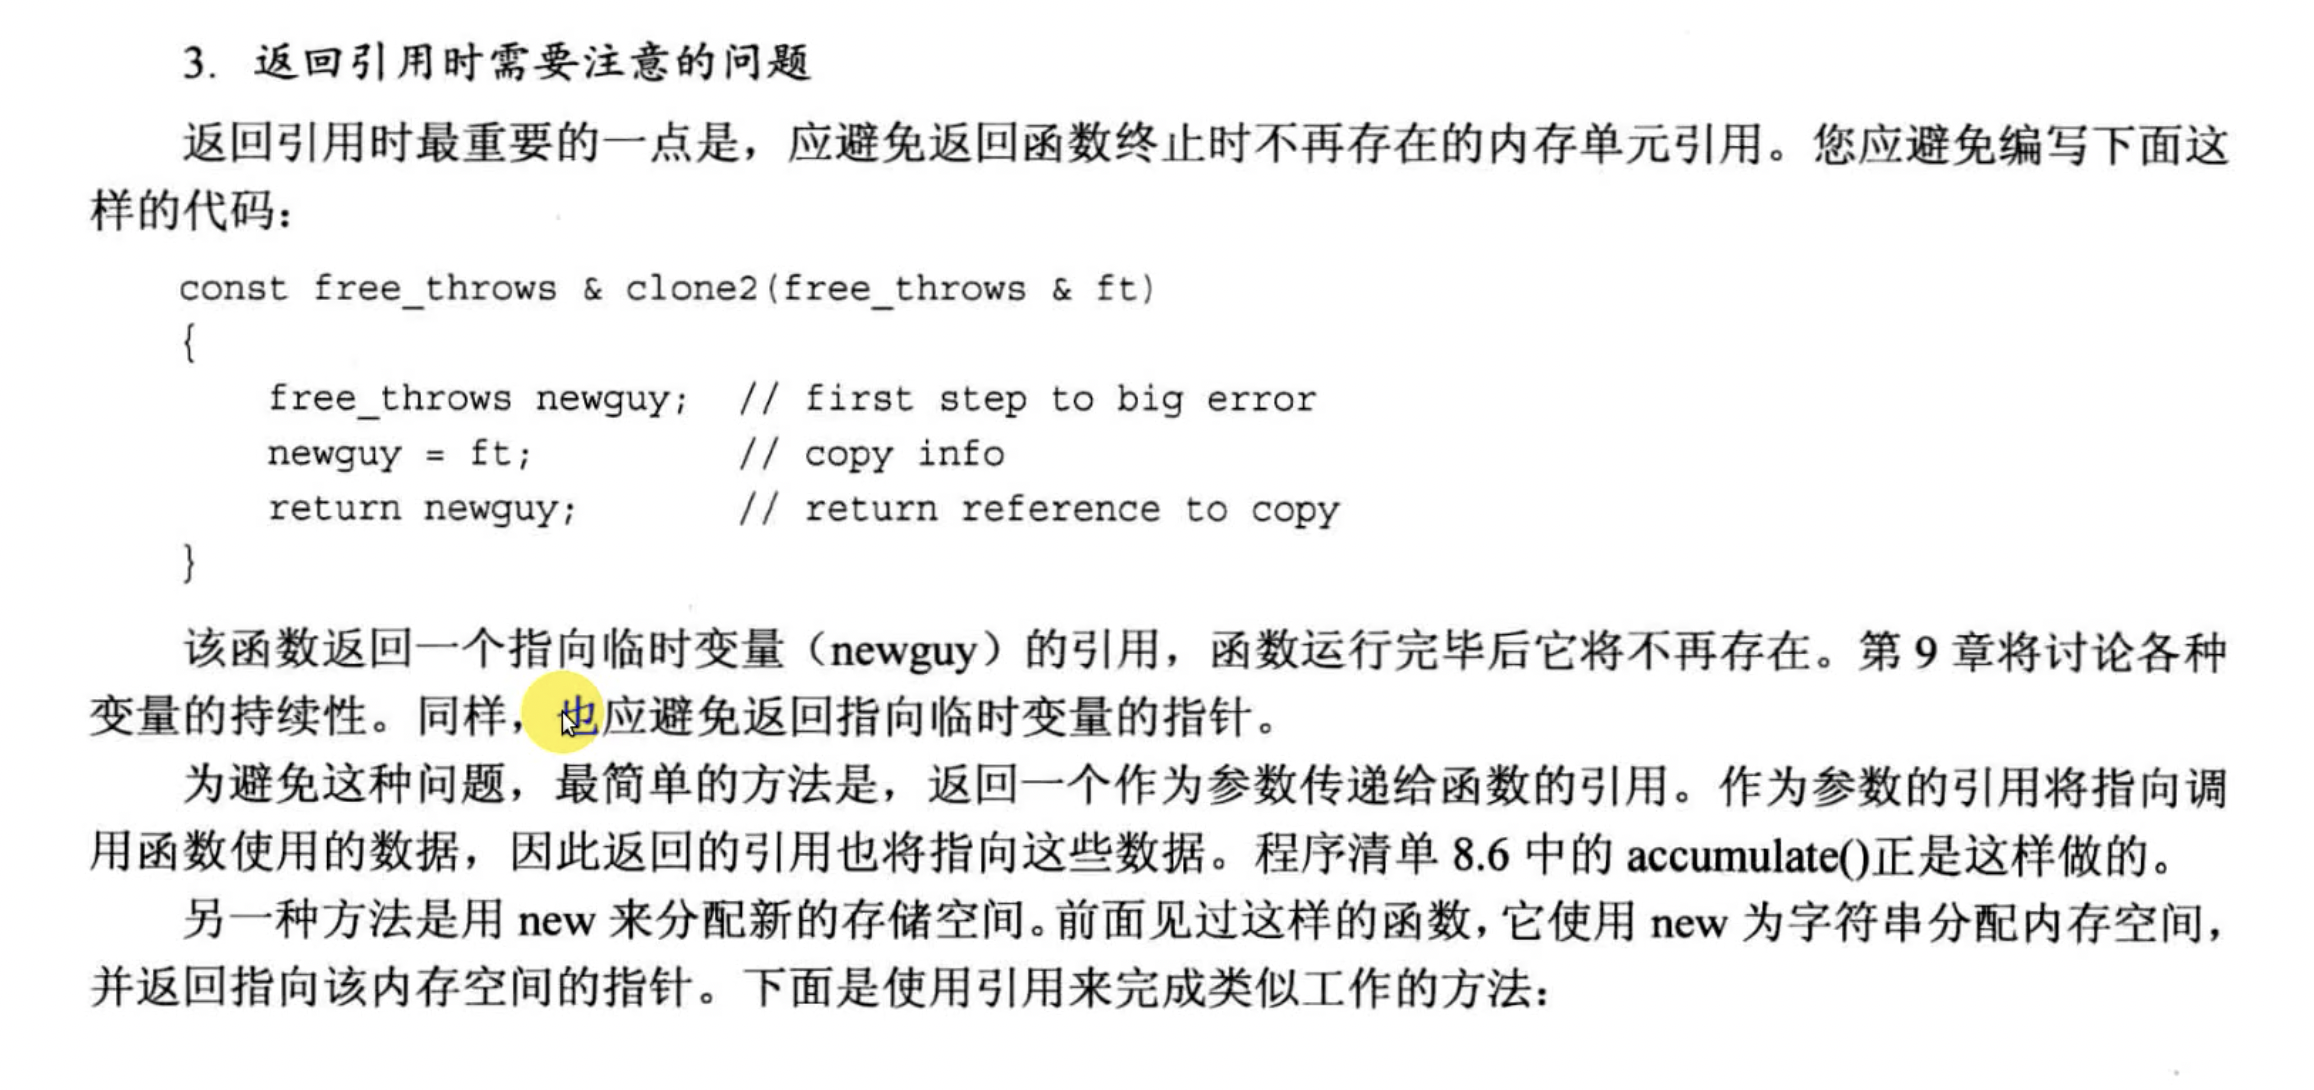 3. 返回引用时需要注意的问题
返回引用时最重要的一点是，应避免返回函数终止时不再存在的内存单元引用。您应避免编写下面这
样的代码：
const free_throws & clone2(free_throws & ft)
{
    free_throws newguy;  // first step to big error
    newguy = ft;         // copy info
    return newguy;       // return reference to copy
}
该函数返回一个指向临时变量（newguy）的引用，函数运行完毕后它将不再存在。第 9 章将讨论各种
变量的持续性。同样，也应避免返回指向临时变量的指针。
为避免这种问题，最简单的方法是，返回一个作为参数传递给函数的引用。作为参数的引用将指向调
用函数使用的数据，因此返回的引用也将指向这些数据。程序清单 8.6 中的 accumulate()正是这样做的。
另一种方法是用 new 来分配新的存储空间。前面见过这样的函数，它使用 new 为字符串分配内存空间，
并返回指向该内存空间的指针。下面是使用引用来完成类似工作的方法：